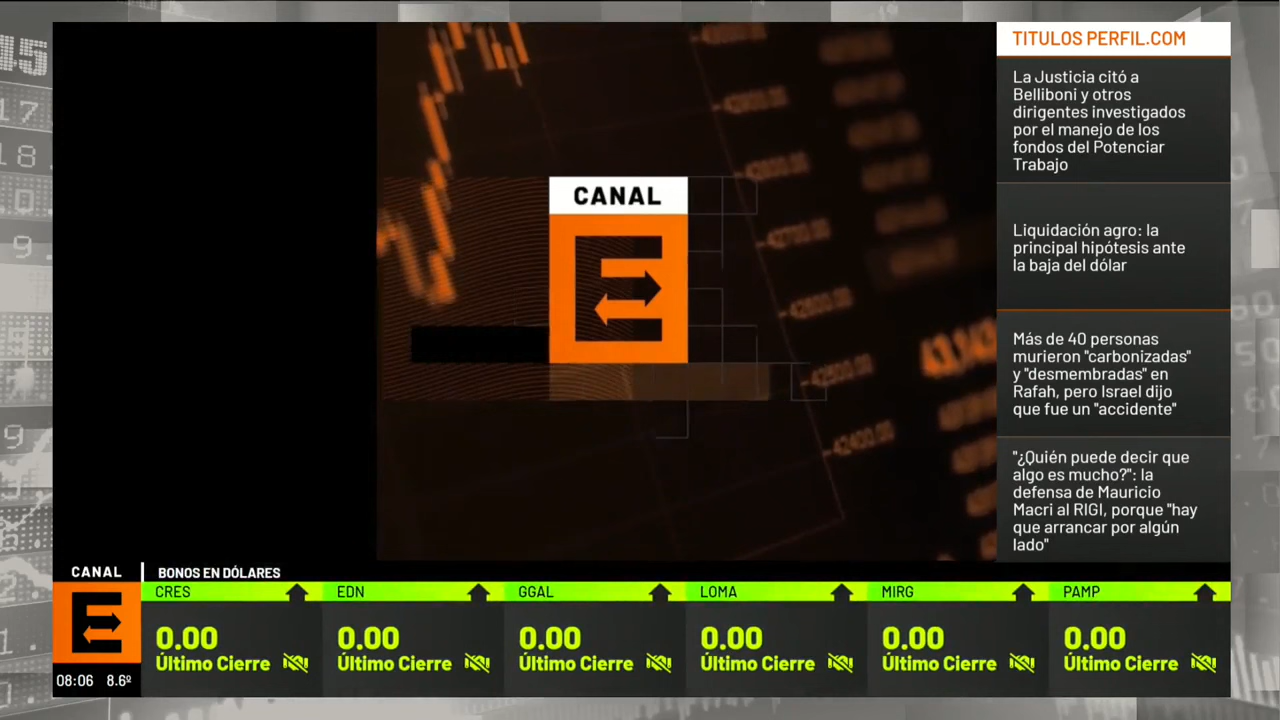 TITULOS PERFIL.COM
La Justicia citó a
Belliboni y otros
dirigentes investigados
por el manejo de los
fondos del Potenciar
Trabajo
Liquidación agro: la
principal hipótesis ante
la baja del dólar
Más de 40 personas
murieron "carbonizadas"
y "desmembradas" en
Rafah, pero Israel dijo
que fue un "accidente"
"¿Quién puede decir que
algo es mucho?": la
defensa de Mauricio
Macri al RIGI, porque "hay
que arrancar por algún
lado"
CANAL
E
42700.00
42400.00
CANAL
E
08:06 8.6º
BONOS EN DÓLARES
CRES EDN GGAL LOMA MIRG PAMP
0.00 0.00 0.00 0.00 0.00 0.00
Último Cierre Último Cierre Último Cierre Último Cierre Último Cierre Último Cierre